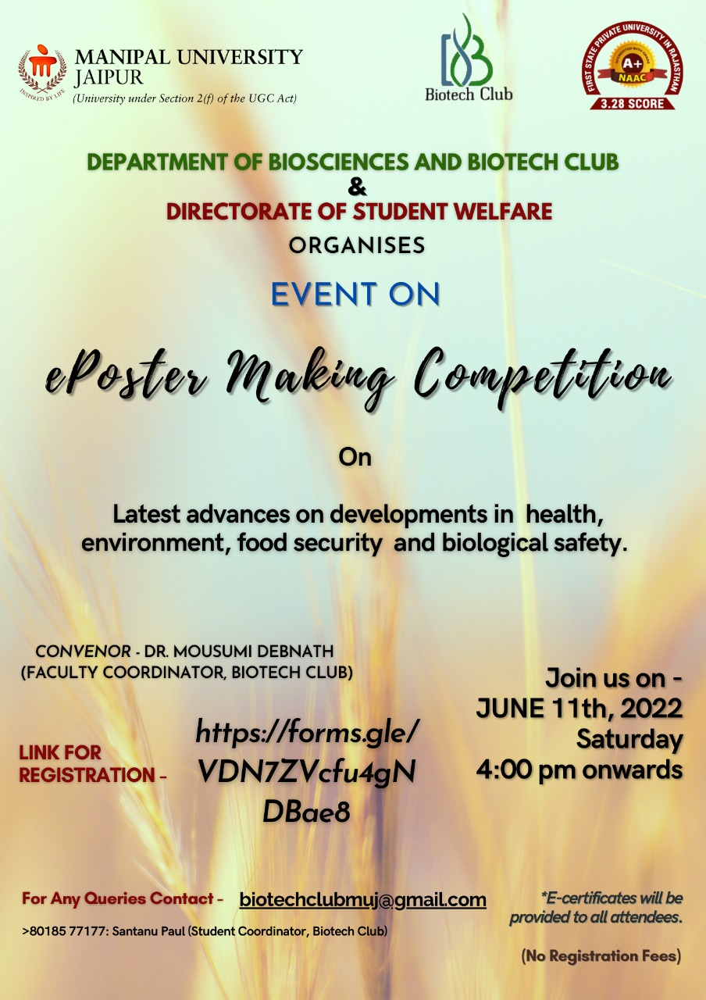 MANIPAL UNIVERSITY
JAIPUR
(University under Section 2(f) of the UGC Act)
INSPIRED BY LIFE
Biotech Club
FIRST STATE PRIVATE UNIVERSITY IN RAJASTHAN
ACCREDITED WITH GRADE
A+
NAAC
3.28 SCORE
DEPARTMENT OF BIOSCIENCES AND BIOTECH CLUB
&
DIRECTORATE OF STUDENT WELFARE
ORGANISES
EVENT ON
ePoster Making Competition
On
Latest advances on developments in health,
environment, food security and biological safety.
CONVENOR - DR. MOUSUMI DEBNATH
(FACULTY COORDINATOR, BIOTECH CLUB)
Join us on -
JUNE 11th, 2022
Saturday
4:00 pm onwards
LINK FOR
REGISTRATION -
https://forms.gle/
VDN7ZVcfu4gN
DBae8
For Any Queries Contact - biotechclubmuj@gmail.com
>80185 77177: Santanu Paul (Student Coordinator, Biotech Club)
*E-certificates will be
provided to all attendees.
(No Registration Fees)